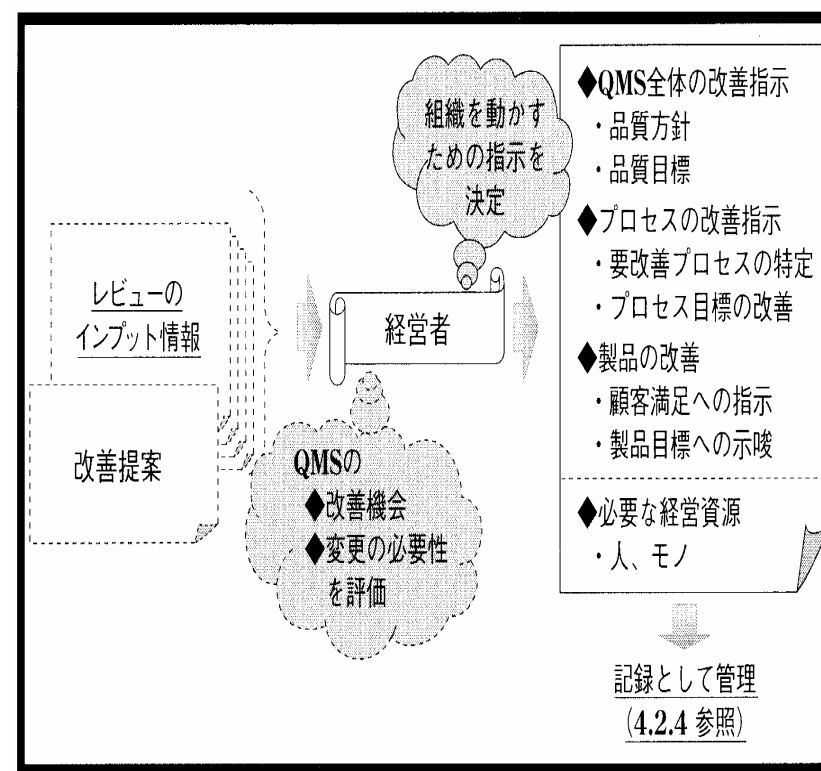 レビューの
インプット情報
改善提案
経営者
組織を動かす
ための指示を
決定
QMSの
◆改善機会
◆変更の必要性
を評価
◆QMS全体の改善指示
・品質方針
・品質目標
◆プロセスの改善指示
・要改善プロセスの特定
・プロセス目標の改善
◆製品の改善
・顧客満足への指示
・製品目標への示唆
◆必要な経営資源
・人、モノ
記録として管理
(4.2.4 参照)